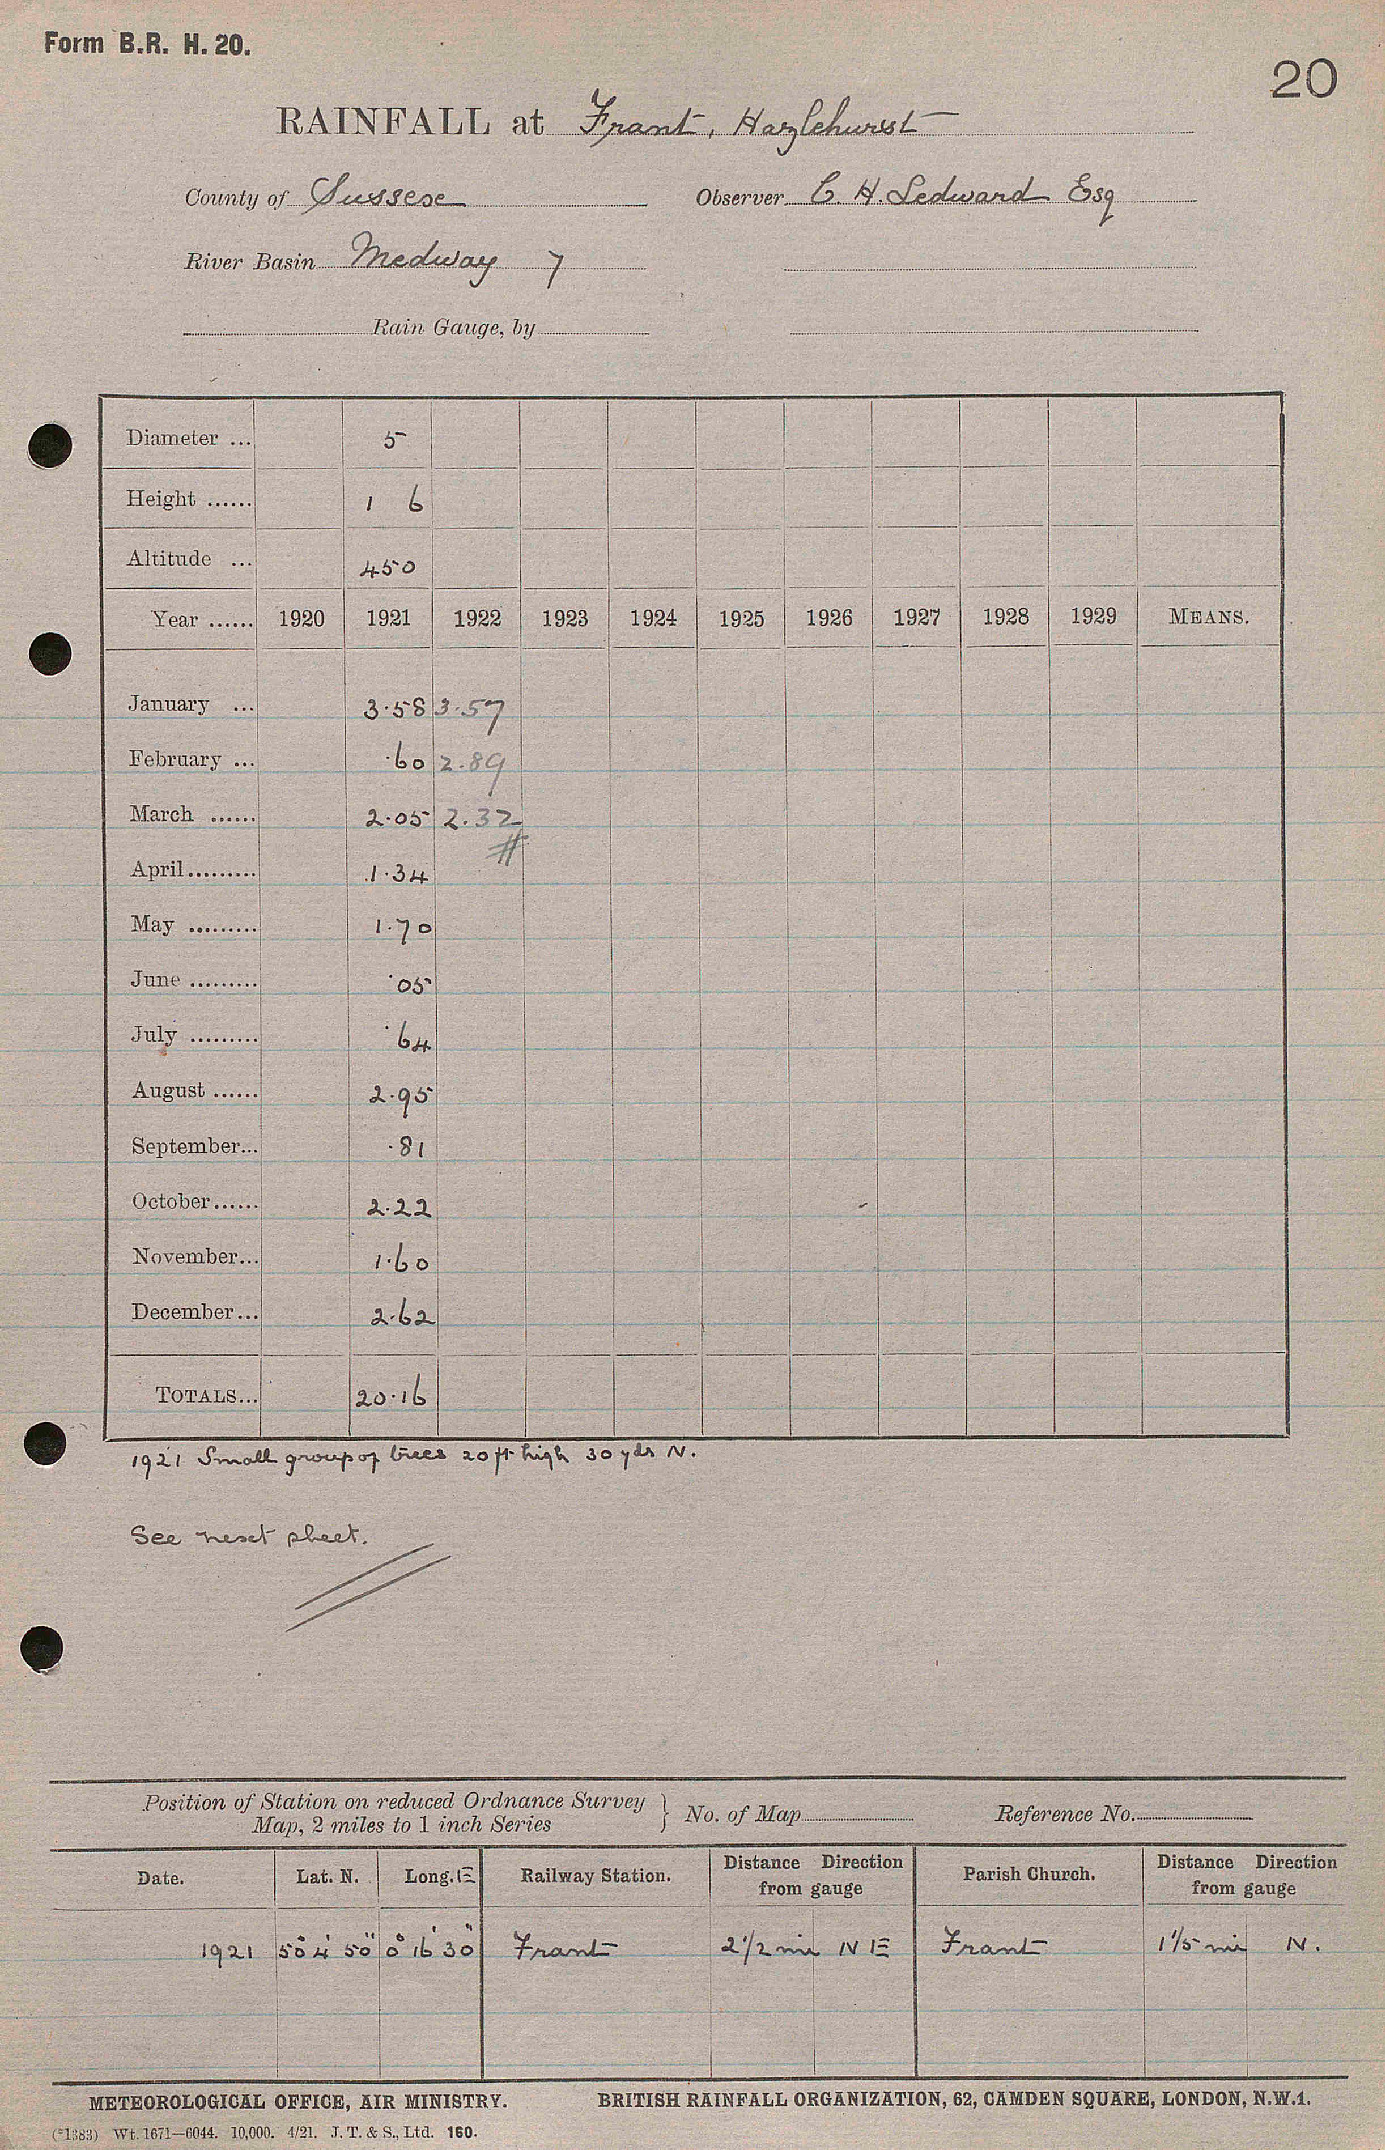 Form B.R. H. 20.
20
RAINFALL at Frant, Hazlehurst
County of Sussex Observer C. H. Ledward Esq
River Basin Medway 7
Rain Gauge, by
Diameter ... 5
Height ...... 1 6
Altitude ... 450
Year ...... 1920 1921 1922 1923 1924 1925 1926 1927 1928 1929 MEANS.
January ... 3·58 3·57
February ... ·60 2.89
March ...... 2·05 2.32
#
April......... 1·34
May ......... 1·70
June ......... ·05
July ......... ·64
August ...... 2·95
September... ·81
October...... 2·22
November... 1·60
December... 2·62
TOTALS... 20·16
1921 Small group of trees 20 ft high 30 yds N.
See next sheet.
Position of Station on reduced Ordnance Survey
Map, 2 miles to 1 inch Series } No. of Map Reference No.
Date. Lat. N. Long. E Railway Station. Distance Direction from gauge Parish Church. Distance Direction from gauge
1921 50° 4' 50" 0° 16' 30" Frant 2 1/2 mi NE Frant 1 1/5 mi N.
METEOROLOGICAL OFFICE, AIR MINISTRY. BRITISH RAINFALL ORGANIZATION, 62, CAMDEN SQUARE, LONDON, N.W.1.
(*1383) Wt. 1671—6044. 10,000. 4/21. J. T. & S., Ltd. 160.